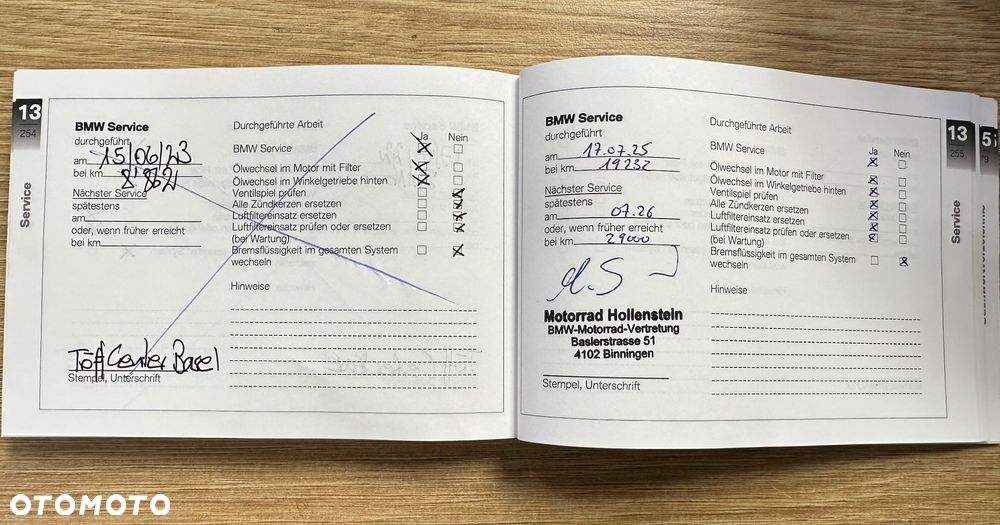 13
254
Service
BMW Service
durchgeführt
am 15/06/23
bei km 8'821
Nächster Service
spätestens
am
oder, wenn früher erreicht
bei km
Töff Center Basel
Stempel, Unterschrift
Durchgeführte Arbeit
Ja Nein
BMW Service
Ölwechsel im Motor mit Filter
Ölwechsel im Winkelgetriebe hinten
Ventilspiel prüfen
Alle Zündkerzen ersetzen
Luftfiltereinsatz ersetzen
Luftfiltereinsatz prüfen oder ersetzen
(bei Wartung)
Bremsflüssigkeit im gesamten System
wechseln
Hinweise
BMW Service
durchgeführt
am 17.07.25
bei km 19232
Nächster Service
spätestens
am 07.26
oder, wenn früher erreicht
bei km 29000
Motorrad Hollenstein
BMW-Motorrad-Vertretung
Baslerstrasse 51
4102 Binningen
Stempel, Unterschrift
Durchgeführte Arbeit
Ja Nein
BMW Service
Ölwechsel im Motor mit Filter
Ölwechsel im Winkelgetriebe hinten
Ventilspiel prüfen
Alle Zündkerzen ersetzen
Luftfiltereinsatz ersetzen
Luftfiltereinsatz prüfen oder ersetzen
(bei Wartung)
Bremsflüssigkeit im gesamten System
wechseln
Hinweise
13
255
Service
OTOMOTO